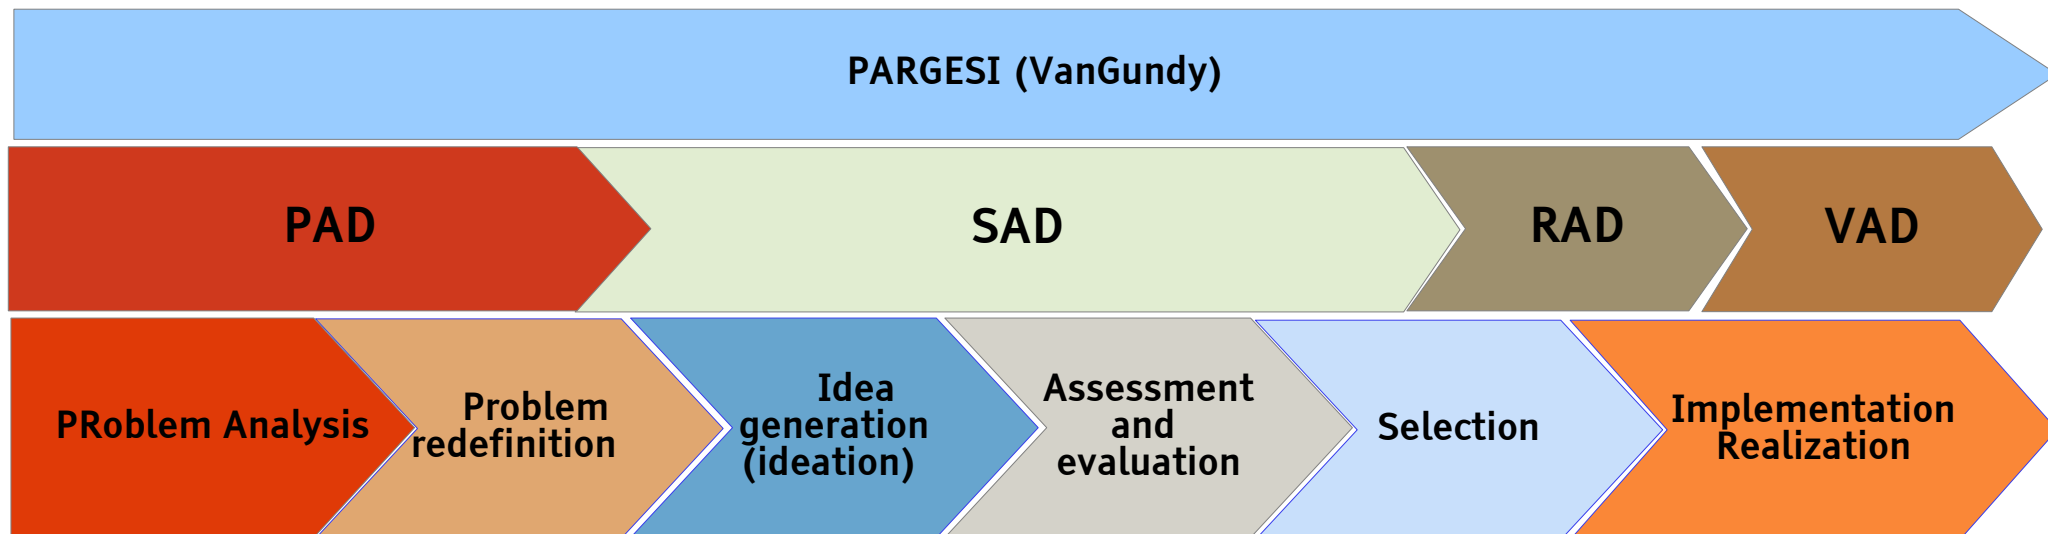 PARGESI (VanGundy)
PAD
SAD
RAD
VAD
PRoblem Analysis
Problem
redefinition
Idea
generation
(ideation)
Assessment
and
evaluation
Selection
Implementation
Realization